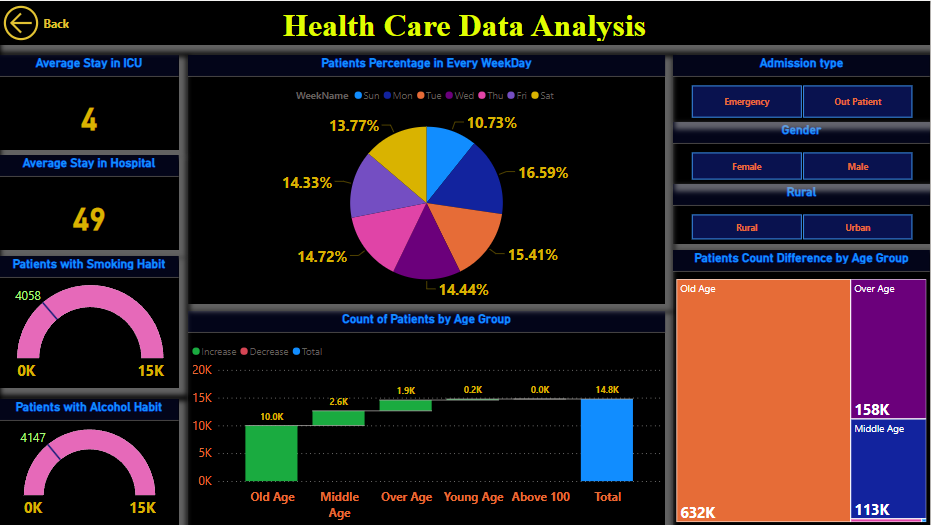 Back
Health Care Data Analysis
Average Stay in ICU
4
Average Stay in Hospital
49
Patients with Smoking Habit
4058
0K 15K
Patients with Alcohol Habit
4147
0K 15K
Patients Percentage in Every WeekDay
WeekName Sun Mon Tue Wed Thu Fri Sat
10.73%
16.59%
15.41%
14.44%
14.72%
14.33%
13.77%
Count of Patients by Age Group
Increase Decrease Total
20K
15K
10K
5K
0K
10.0K 2.6K 1.9K 0.2K 0.0K 14.8K
Old Age Middle Age Over Age Young Age Above 100 Total
Admission type
Emergency Out Patient
Gender
Female Male
Rural
Rural Urban
Patients Count Difference by Age Group
Old Age
632K
Over Age
158K
Middle Age
113K